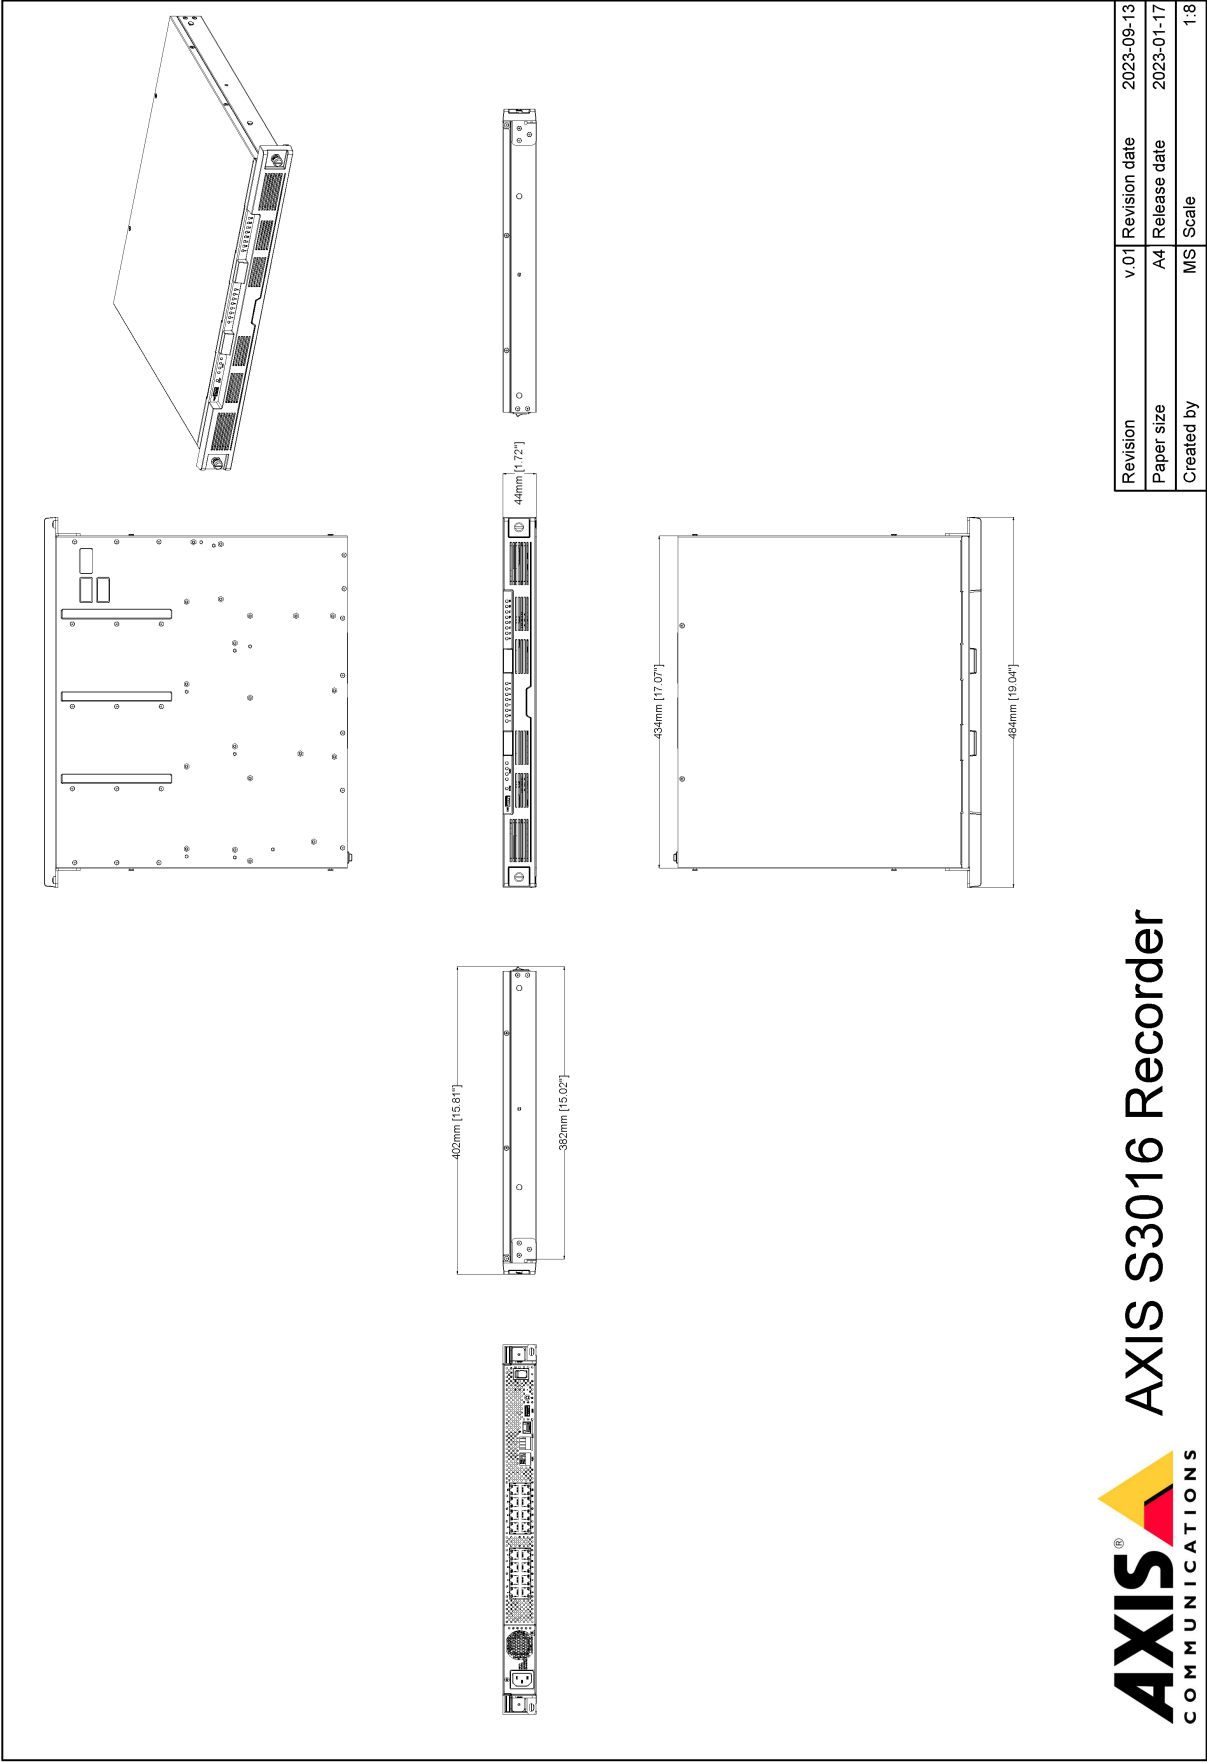 44mm [1.72"]
402mm [15.81"]
382mm [15.02"]
434mm [17.07"]
484mm [19.04"]
AXIS®
COMMUNICATIONS
AXIS S3016 Recorder
Revision v.01 Revision date 2023-09-13
Paper size A4 Release date 2023-01-17
Created by MS Scale 1:8